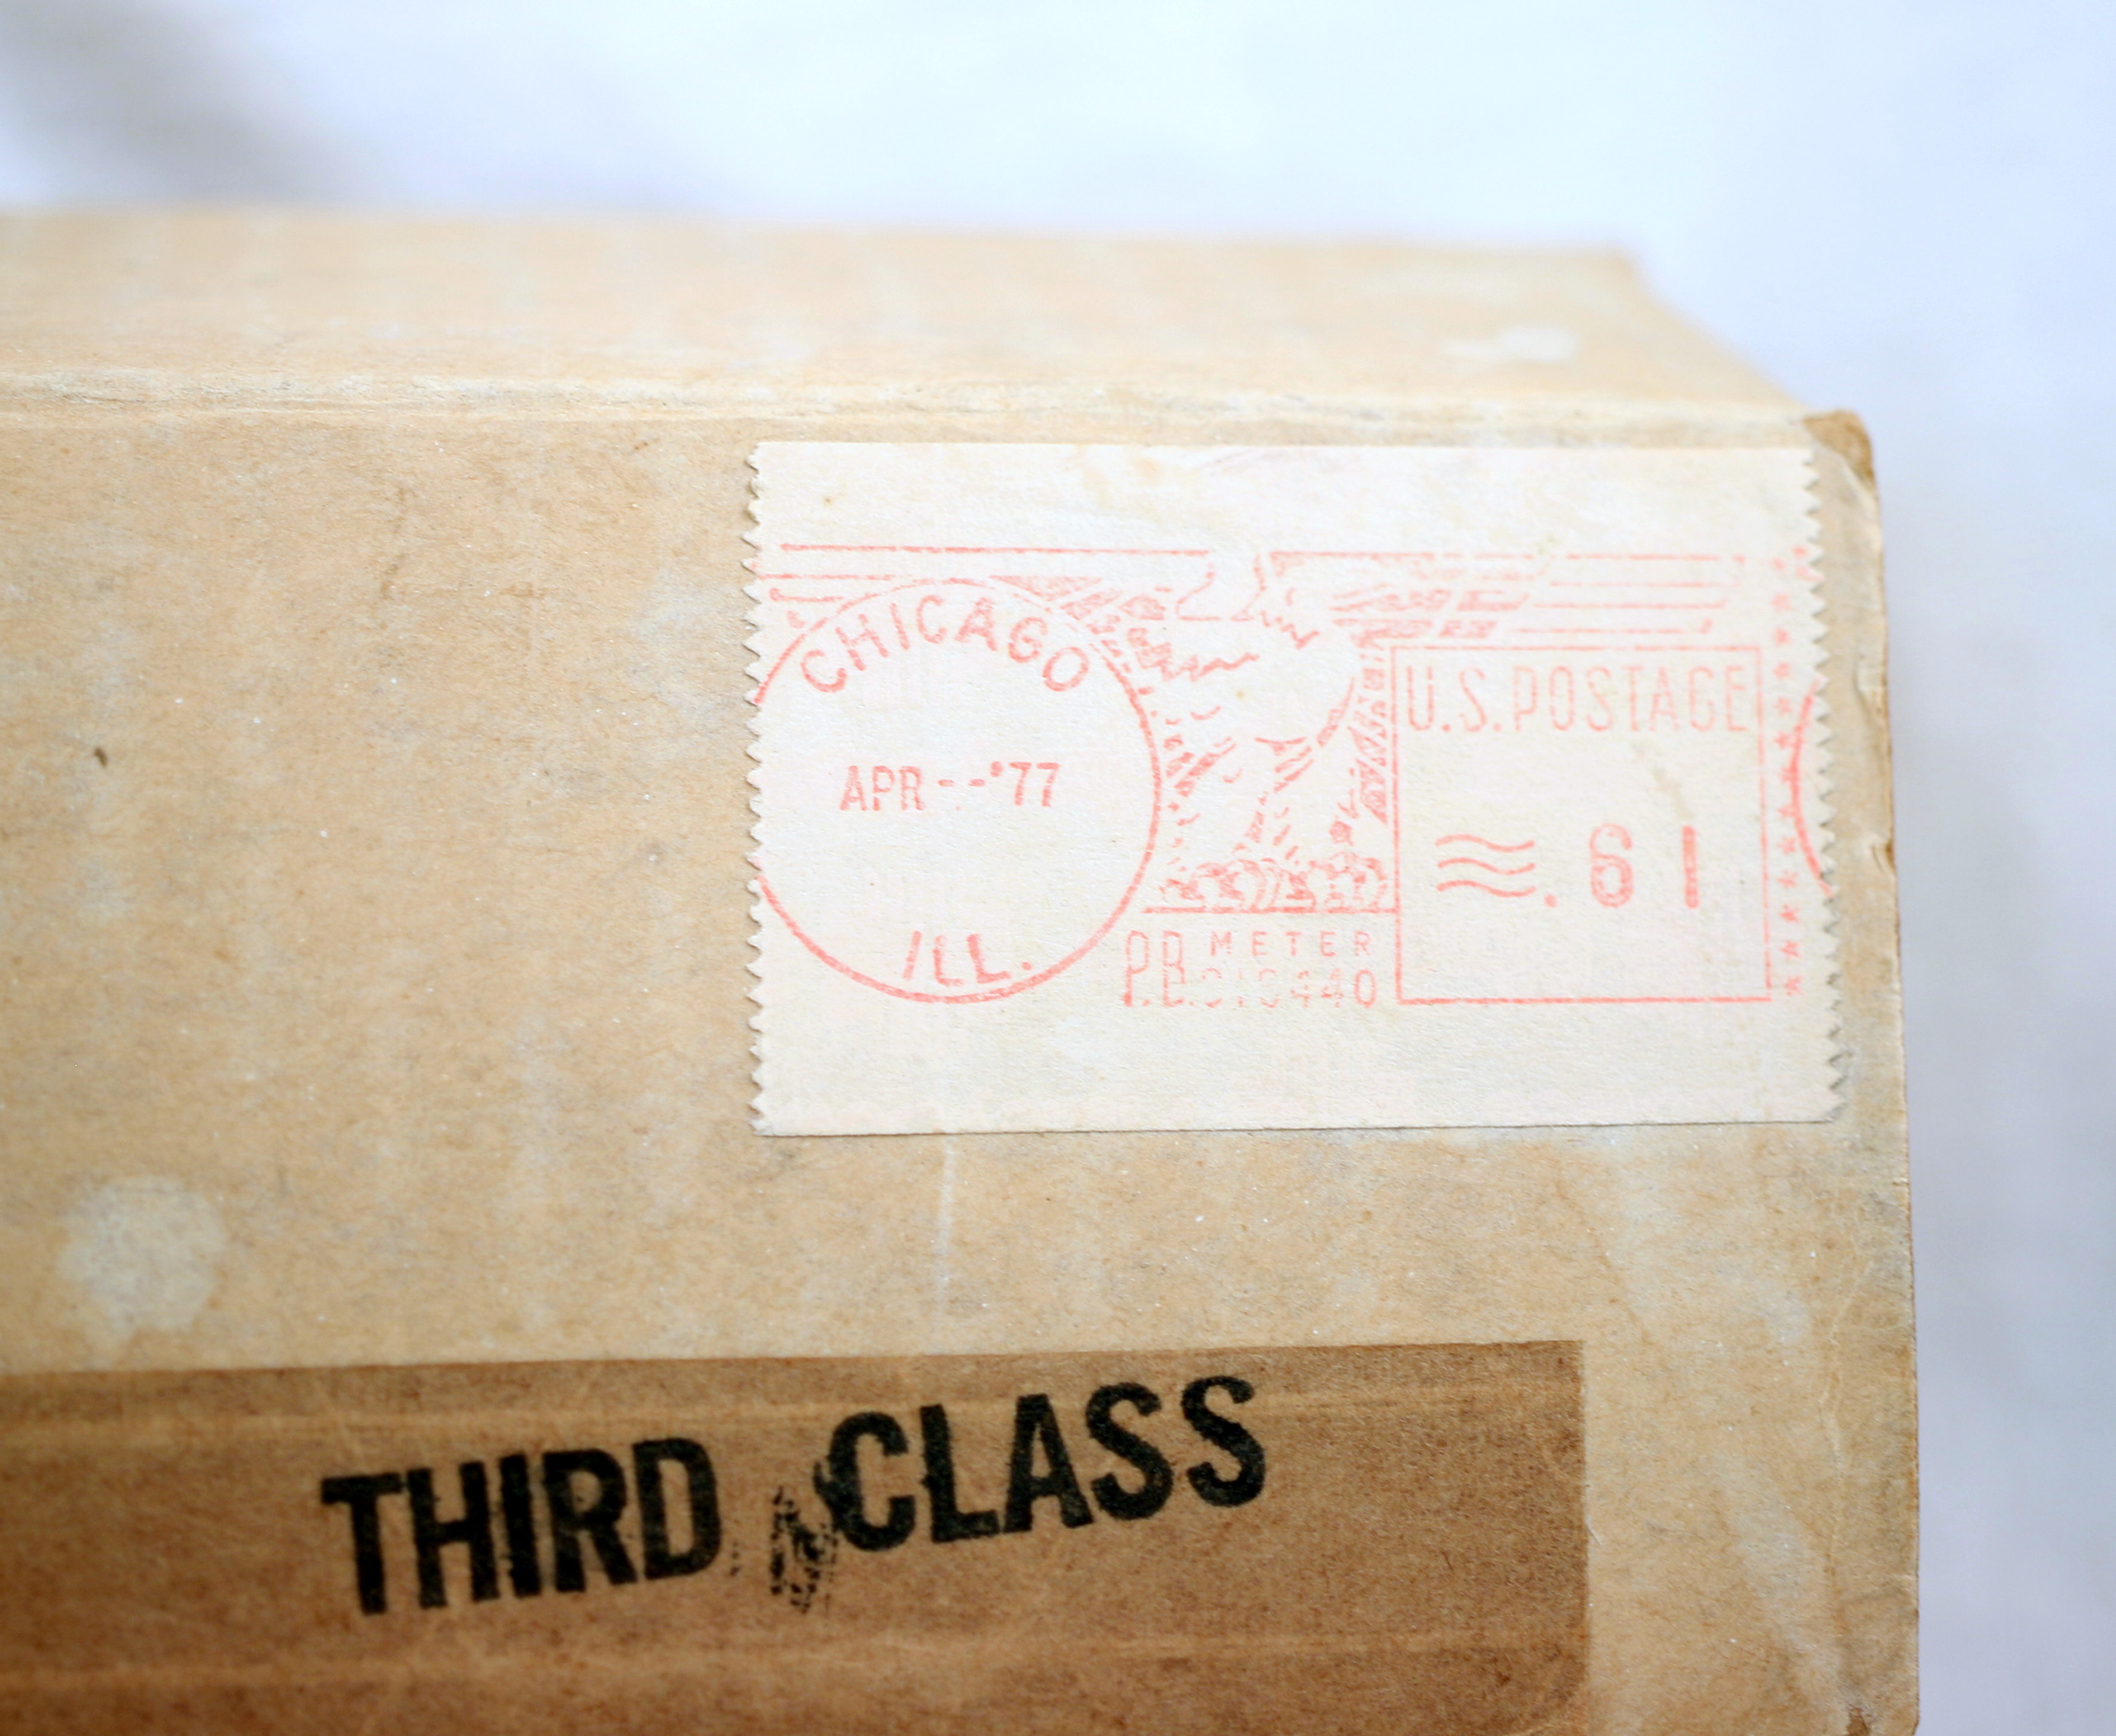 CHICAGO
APR - - '77
ILL.
U.S. POSTAGE
.61
P.B. METER
THIRD CLASS